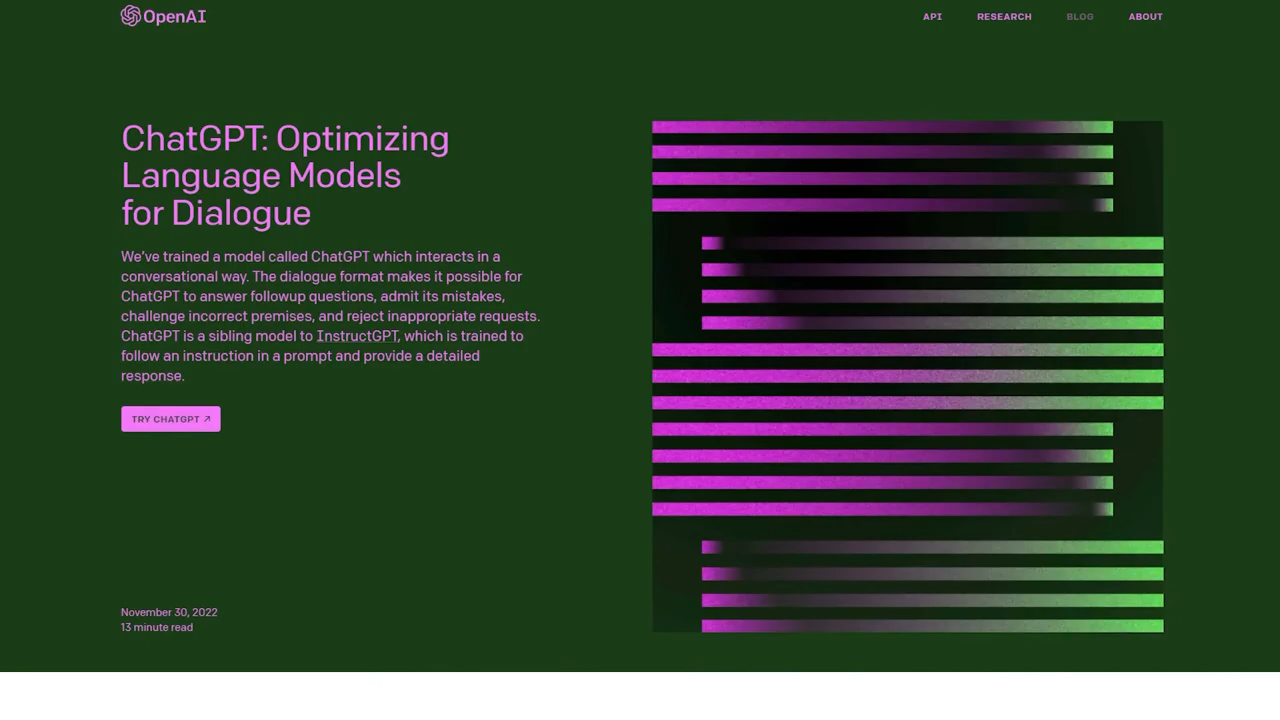 OpenAI
API RESEARCH BLOG ABOUT
ChatGPT: Optimizing
Language Models
for Dialogue
We’ve trained a model called ChatGPT which interacts in a
conversational way. The dialogue format makes it possible for
ChatGPT to answer followup questions, admit its mistakes,
challenge incorrect premises, and reject inappropriate requests.
ChatGPT is a sibling model to InstructGPT, which is trained to
follow an instruction in a prompt and provide a detailed
response.
TRY CHATGPT ↗
November 30, 2022
13 minute read